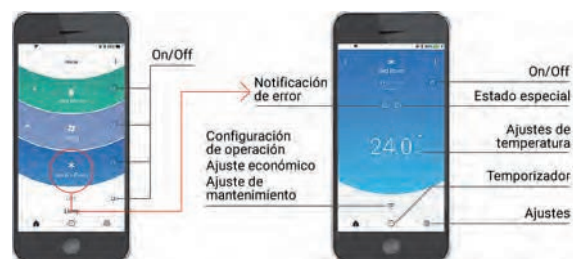 On/Off
Notificación
de error
Configuración
de operación
Ajuste económico
Ajuste de
mantenimiento
24.0
On/Off
Estado especial
Ajustes de
temperatura
Temporizador
Ajustes